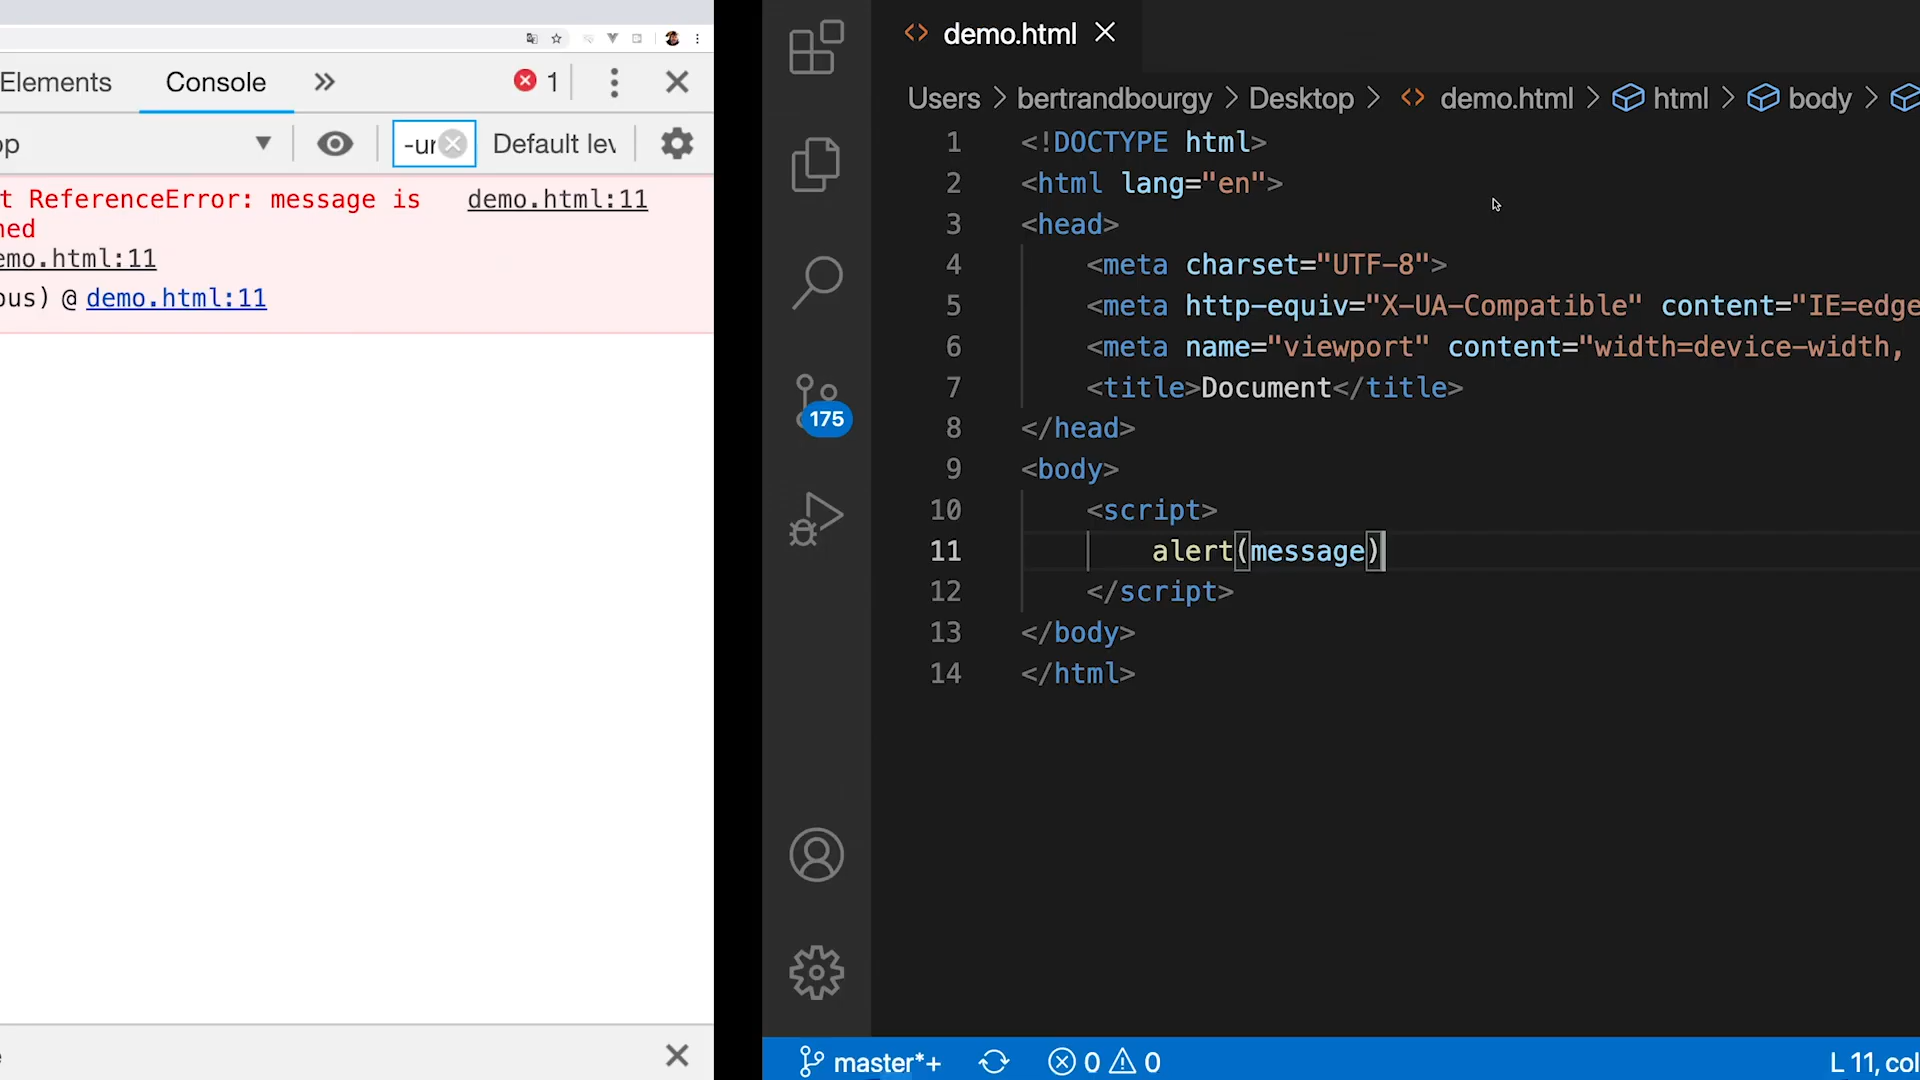 Elements Console 1
-ur Default lev
t ReferenceError: message is demo.html:11
ned
emo.html:11
ous) @ demo.html:11
demo.html
Users > bertrandbourgy > Desktop > demo.html > html > body >
1 <!DOCTYPE html>
2 <html lang="en">
3 <head>
4 <meta charset="UTF-8">
5 <meta http-equiv="X-UA-Compatible" content="IE=edge
6 <meta name="viewport" content="width=device-width,
7 <title>Document</title>
8 </head>
9 <body>
10 <script>
11 alert(message)
12 </script>
13 </body>
14 </html>
175
master*+ 0 0 L 11, col